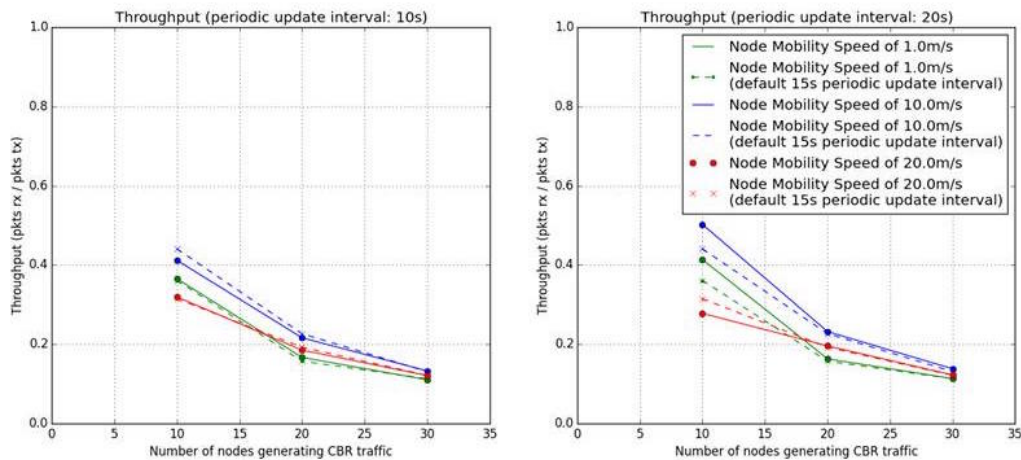 Throughput (periodic update interval: 10s)
1.0
0.8
0.6
0.4
0.2
0.0
Throughput (pkts rx / pkts tx)
0 5 10 15 20 25 30 35
Number of nodes generating CBR traffic
Throughput (periodic update interval: 20s)
1.0
0.8
0.6
0.4
0.2
0.0
Throughput (pkts rx / pkts tx)
Node Mobility Speed of 1.0m/s
Node Mobility Speed of 1.0m/s
(default 15s periodic update interval)
Node Mobility Speed of 10.0m/s
Node Mobility Speed of 10.0m/s
(default 15s periodic update interval)
Node Mobility Speed of 20.0m/s
Node Mobility Speed of 20.0m/s
(default 15s periodic update interval)
0 5 10 15 20 25 30 35
Number of nodes generating CBR traffic